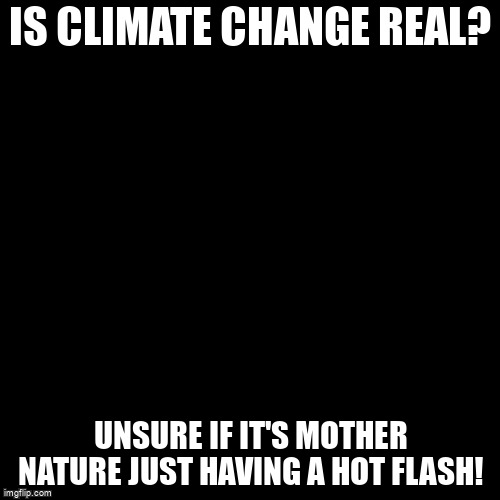 IS CLIMATE CHANGE REAL?
UNSURE IF IT'S MOTHER
NATURE JUST HAVING A HOT FLASH!
imgflip.com